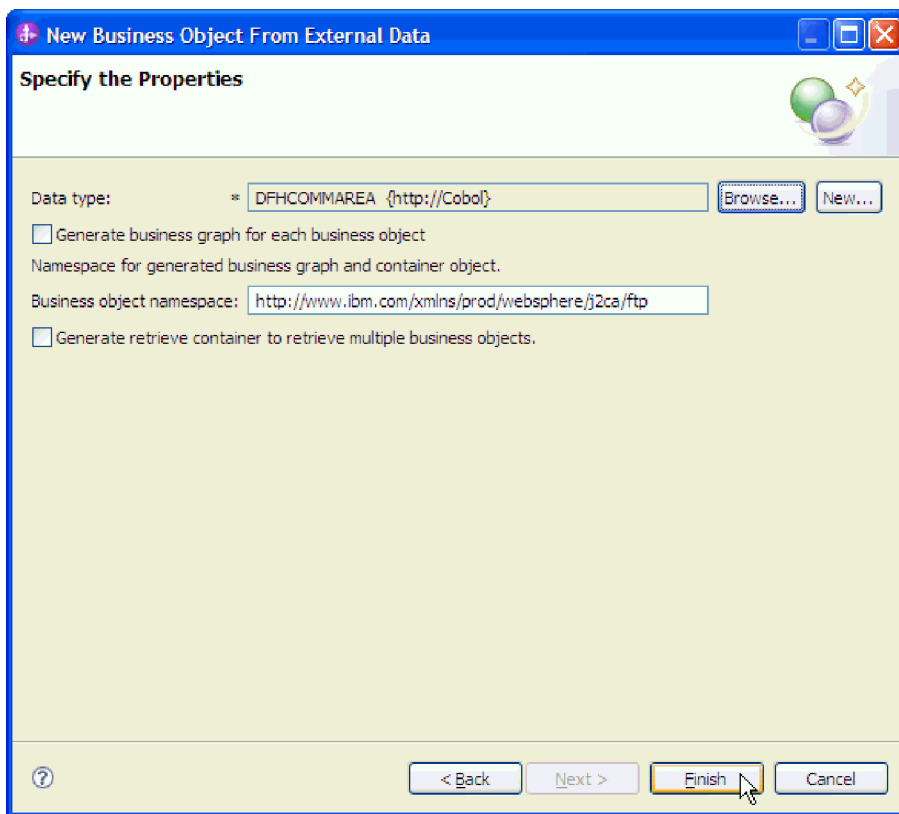 New Business Object From External Data
Specify the Properties
Data type: * DFHCOMMAREA {http://Cobol} Browse... New...
Generate business graph for each business object
Namespace for generated business graph and container object.
Business object namespace: http://www.ibm.com/xmlns/prod/websphere/j2ca/ftp
Generate retrieve container to retrieve multiple business objects.
? < Back Next > Finish Cancel